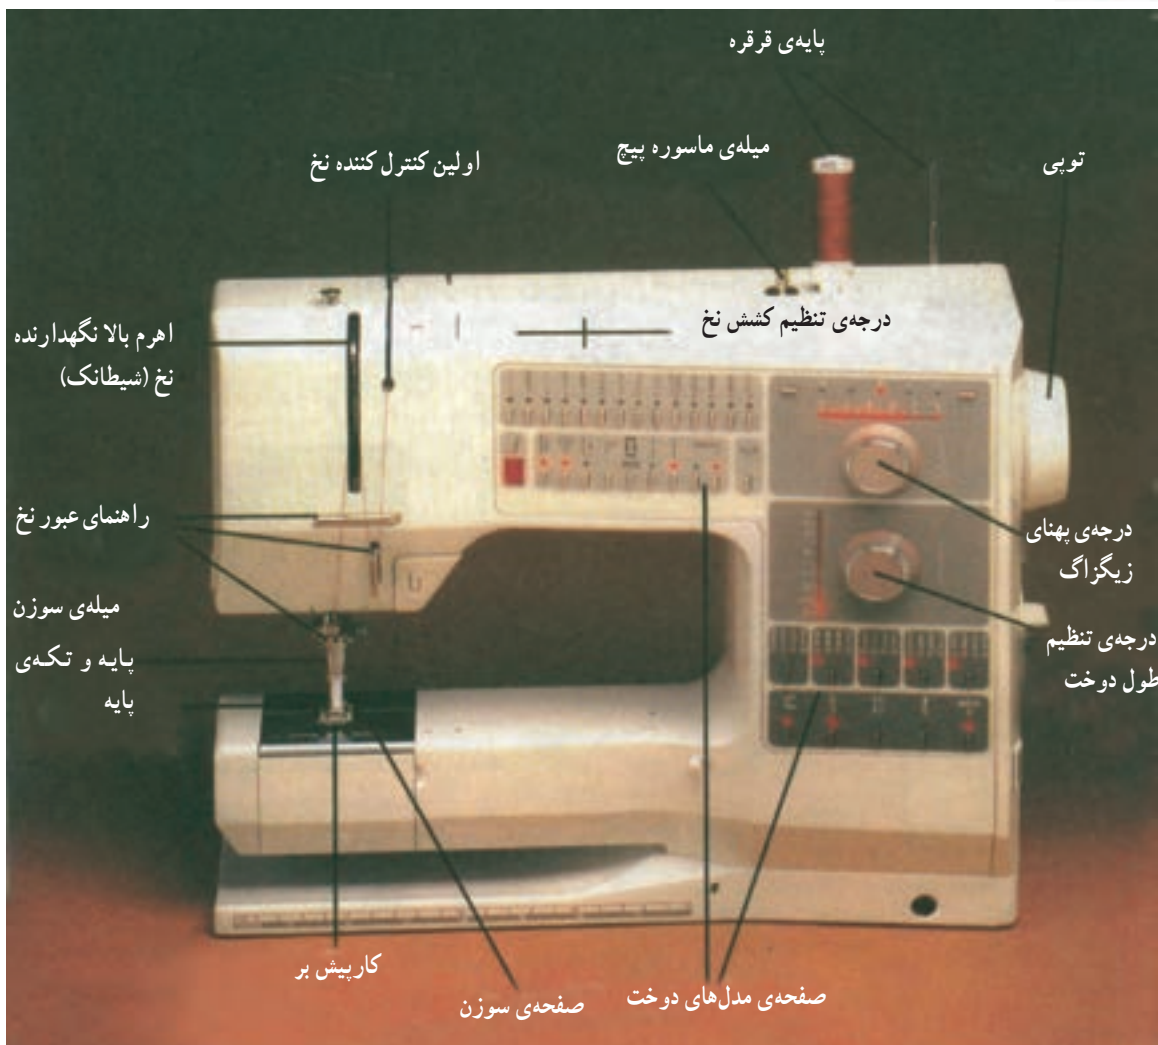 پایه‌ی قرقره
میله‌ی ماسوره پیچ
اولین کنترل کننده نخ
توپی
درجه‌ی تنظیم کشش نخ
اهرم بالا نگهدارنده
نخ (شیطانک)
راهنمای عبور نخ
درجه‌ی پهنای
زیگزاگ
میله‌ی سوزن
پایه و تکه‌ی
پایه
درجه‌ی تنظیم
طول دوخت
کارپیش بر
صفحه‌ی سوزن
صفحه‌ی مدل‌های دوخت